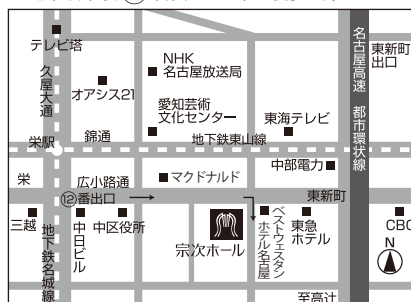 テレビ塔
久屋大通
NHK
名古屋放送局
オアシス21
愛知芸術
文化センター
東海テレビ
名古屋高速 都市環状線
東新町
出口
栄駅
錦通
地下鉄東山線
中部電力
栄
広小路通
マクドナルド
東新町
⑫番出口
三越
地下鉄名城線
中日ビル
中区役所
宗次ホール
ベストウェスタン
ホテル名古屋
東急
ホテル
CBC
N
至高辻